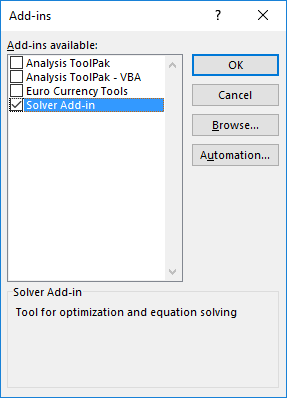 Add-ins
?
Add-ins available:
Analysis ToolPak
Analysis ToolPak - VBA
Euro Currency Tools
Solver Add-in
OK
Cancel
Browse...
Automation...
Solver Add-in
Tool for optimization and equation solving